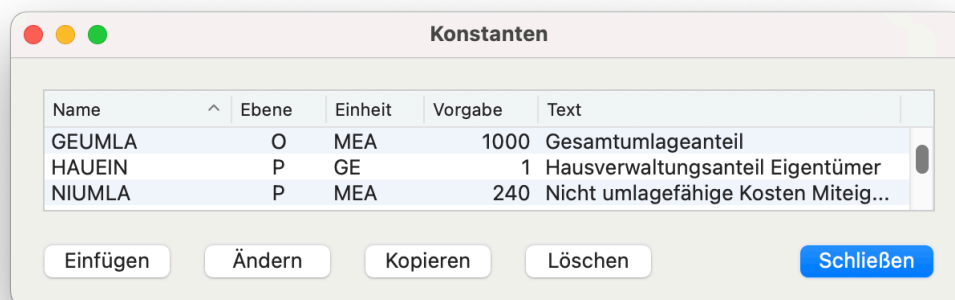 Konstanten
Name Ebene Einheit Vorgabe Text
GEUMLA O MEA 1000 Gesamtumlageanteil
HAUEIN P GE 1 Hausverwaltungsanteil Eigentümer
NIUMLA P MEA 240 Nicht umlagefähige Kosten Miteig...
Einfügen Ändern Kopieren Löschen Schließen